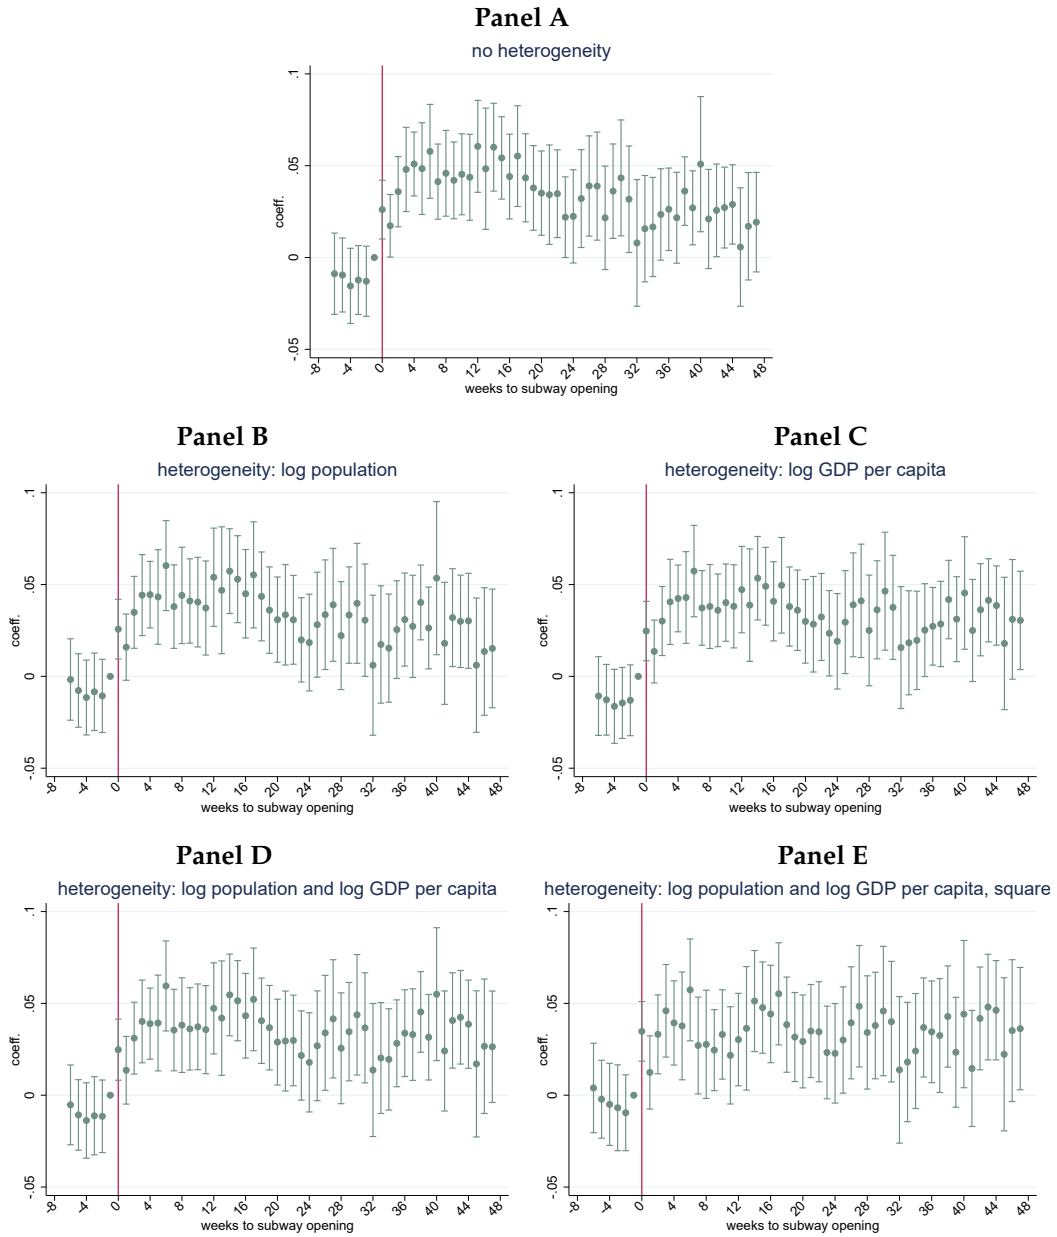 Panel A
no heterogeneity
.1
.05
0
-.05
coeff.
-8 -4 0 4 8 12 16 20 24 28 32 36 40 44 48
weeks to subway opening
Panel B
heterogeneity: log population
.1
.05
0
-.05
coeff.
-8 -4 0 4 8 12 16 20 24 28 32 36 40 44 48
weeks to subway opening
Panel C
heterogeneity: log GDP per capita
.1
.05
0
-.05
coeff.
-8 -4 0 4 8 12 16 20 24 28 32 36 40 44 48
weeks to subway opening
Panel D
heterogeneity: log population and log GDP per capita
.1
.05
0
-.05
coeff.
-8 -4 0 4 8 12 16 20 24 28 32 36 40 44 48
weeks to subway opening
Panel E
heterogeneity: log population and log GDP per capita, square
.1
.05
0
-.05
coeff.
-8 -4 0 4 8 12 16 20 24 28 32 36 40 44 48
weeks to subway opening